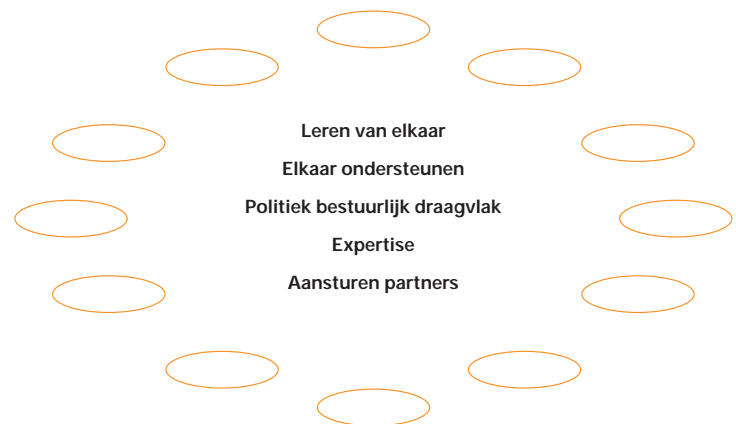 Leren van elkaar
Elkaar ondersteunen
Politiek bestuurlijk draagvlak
Expertise
Aansturen partners